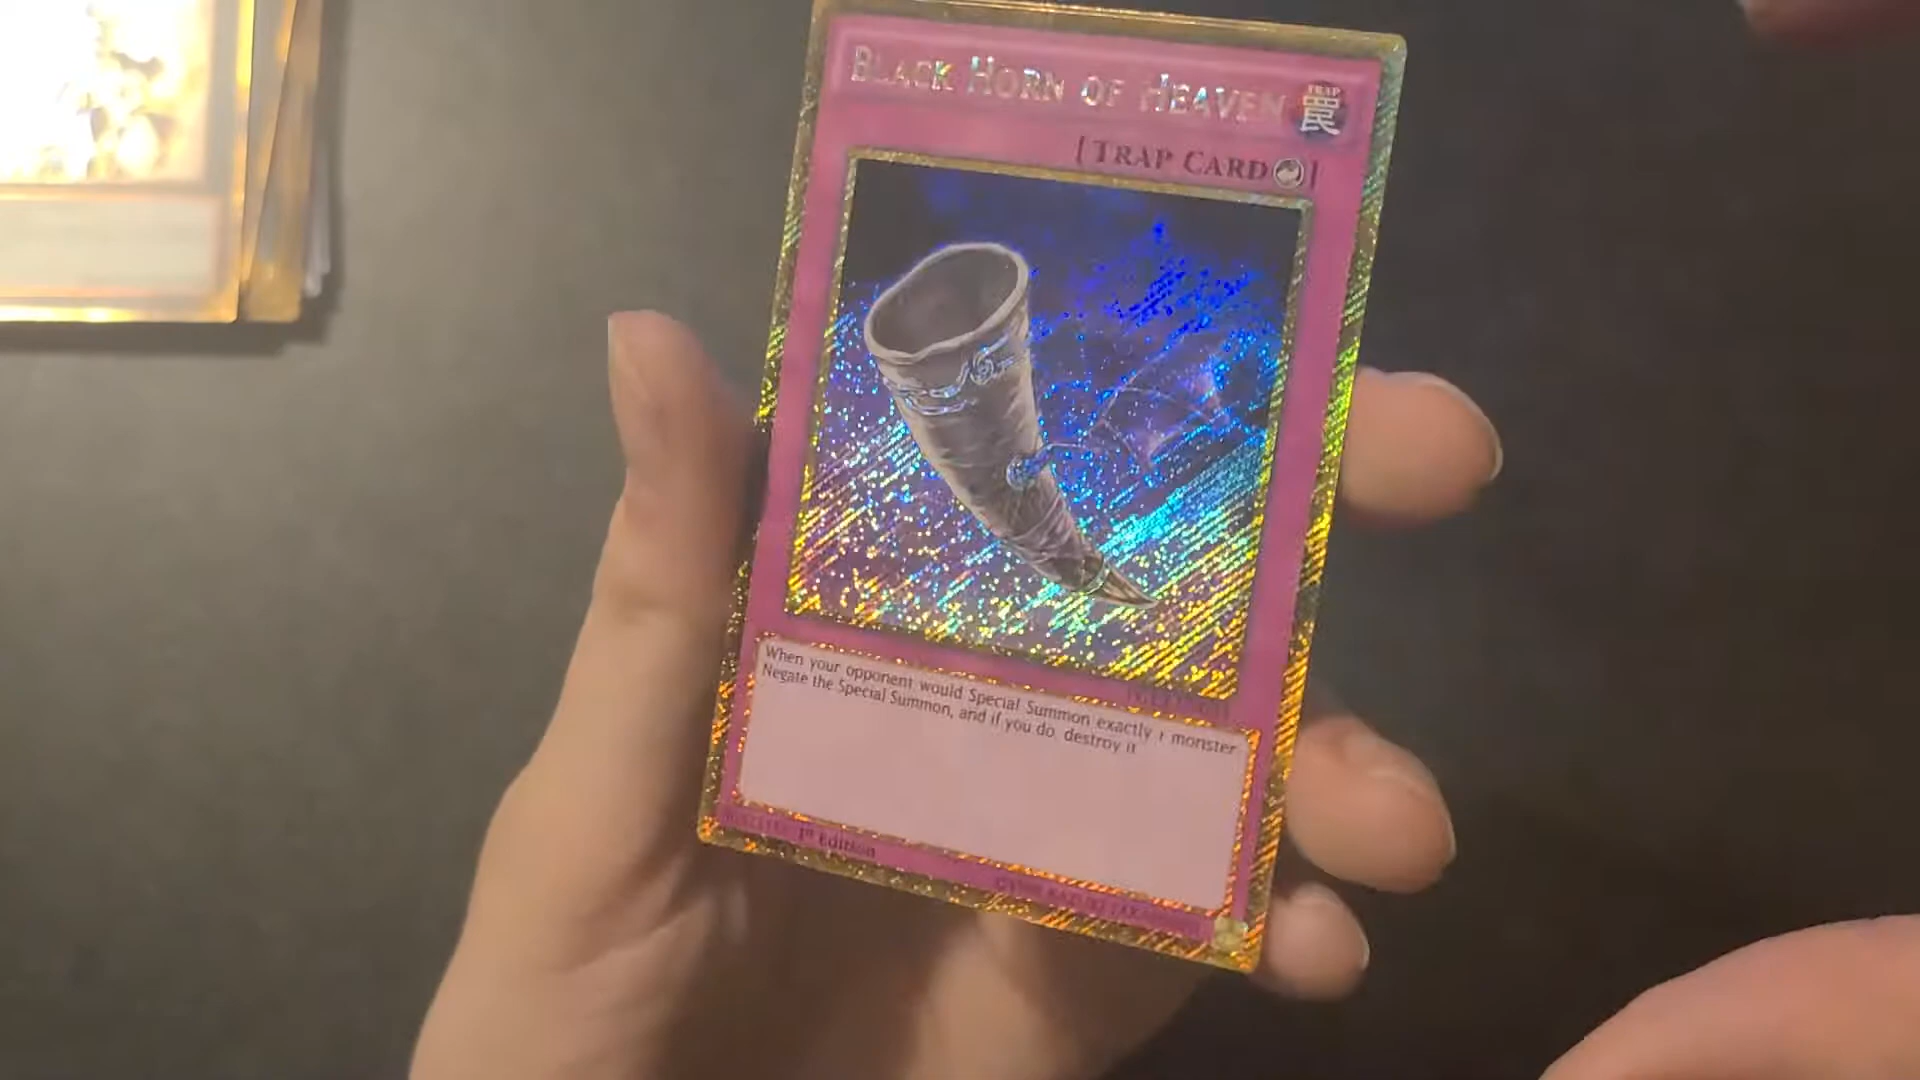 BLACK HORN OF HEAVEN
TRAP
罠
[TRAP CARD]
When your opponent would Special Summon exactly 1 monster
Negate the Special Summon, and if you do, destroy it
1st Edition